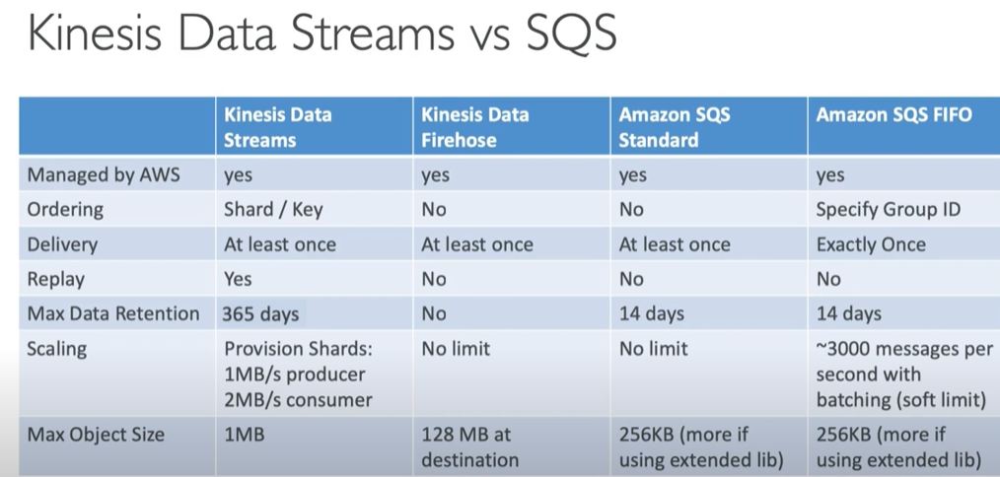 Kinesis Data Streams vs SQS
Kinesis Data Streams
Kinesis Data Firehose
Amazon SQS Standard
Amazon SQS FIFO
Managed by AWS
yes
yes
yes
yes
Ordering
Shard / Key
No
No
Specify Group ID
Delivery
At least once
At least once
At least once
Exactly Once
Replay
Yes
No
No
No
Max Data Retention
365 days
No
14 days
14 days
Scaling
Provision Shards:
1MB/s producer
2MB/s consumer
No limit
No limit
~3000 messages per
second with
batching (soft limit)
Max Object Size
1MB
128 MB at
destination
256KB (more if
using extended lib)
256KB (more if
using extended lib)